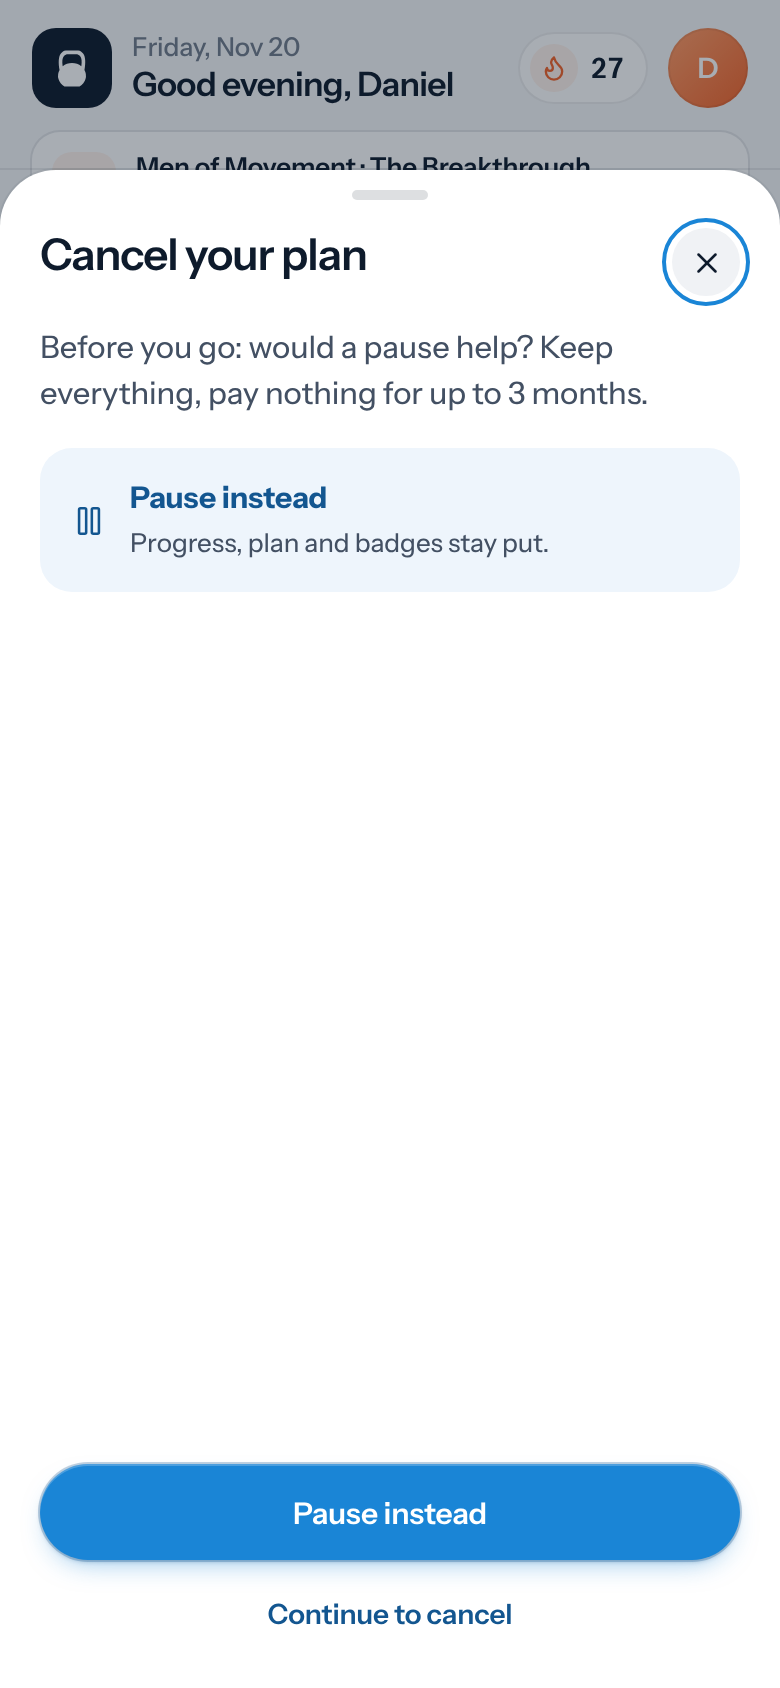 Friday, Nov 20
Good evening, Daniel
27
D
Men of Movement · The Breakthrough
Cancel your plan
Before you go: would a pause help? Keep
everything, pay nothing for up to 3 months.
Pause instead
Progress, plan and badges stay put.
Pause instead
Continue to cancel